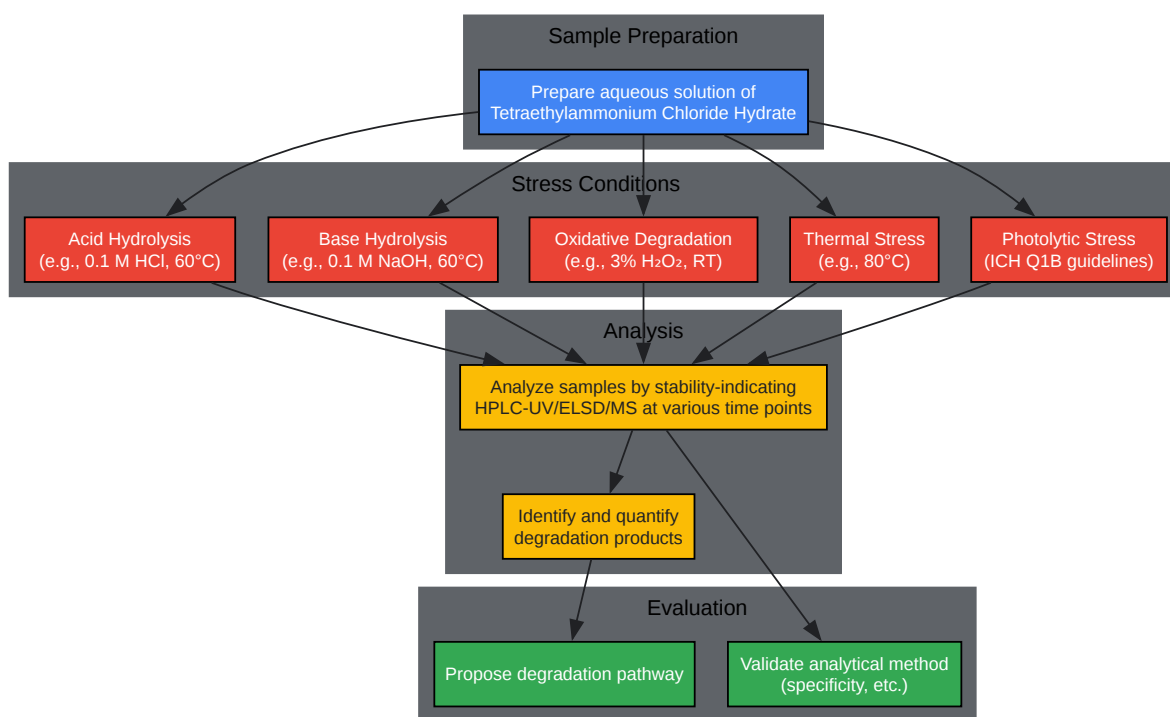 Sample Preparation
Prepare aqueous solution of
Tetraethylammonium Chloride Hydrate
Stress Conditions
Acid Hydrolysis
(e.g., 0.1 M HCl, 60°C)
Base Hydrolysis
(e.g., 0.1 M NaOH, 60°C)
Oxidative Degradation
(e.g., 3% H₂O₂, RT)
Thermal Stress
(e.g., 80°C)
Photolytic Stress
(ICH Q1B guidelines)
Analysis
Analyze samples by stability-indicating
HPLC-UV/ELSD/MS at various time points
Identify and quantify
degradation products
Evaluation
Propose degradation pathway
Validate analytical method
(specificity, etc.)